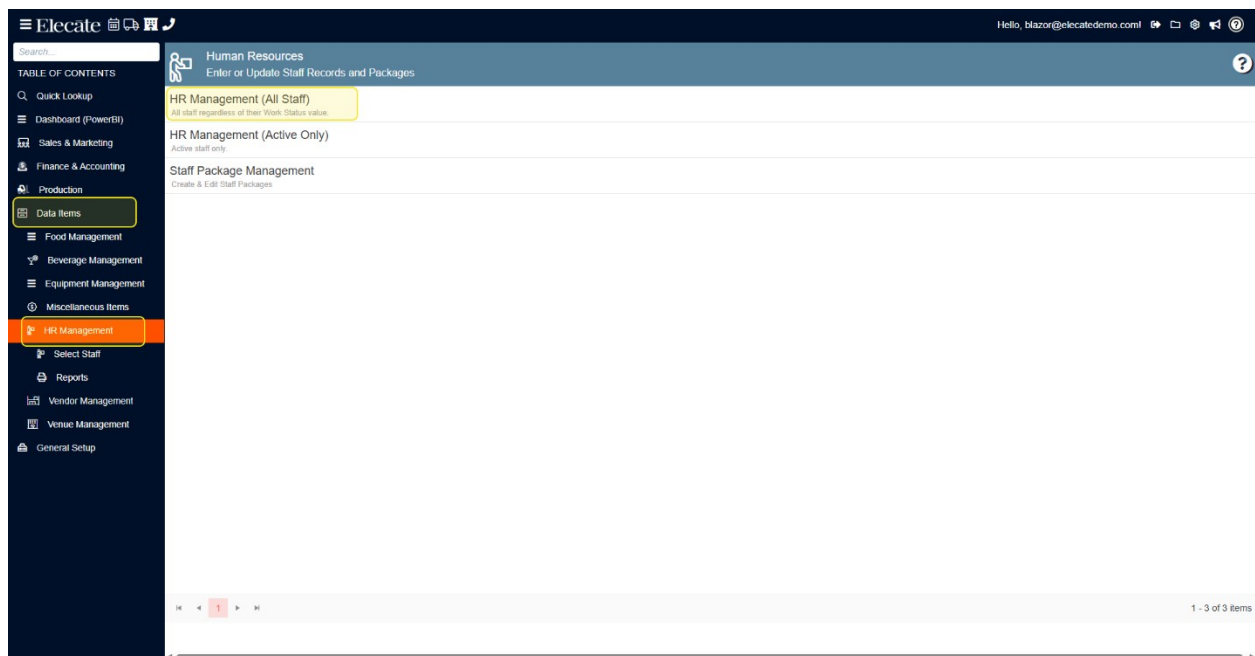 Elecāte
Hello, blazor@elecatedemo.com!
Search...
TABLE OF CONTENTS
Quick Lookup
Dashboard (PowerBI)
Sales & Marketing
Finance & Accounting
Production
Data Items
Food Management
Beverage Management
Equipment Management
Miscellaneous Items
HR Management
Select Staff
Reports
Vendor Management
Venue Management
General Setup
Human Resources
Enter or Update Staff Records and Packages
?
HR Management (All Staff)
All staff regardless of their Work Status value.
HR Management (Active Only)
Active staff only.
Staff Package Management
Create & Edit Staff Packages
1
1 - 3 of 3 items